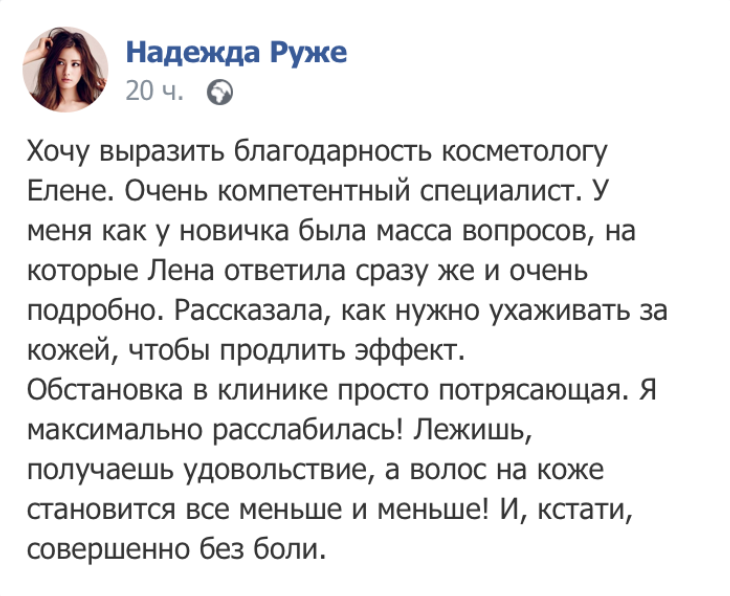 Надежда Руже
20 ч.
Хочу выразить благодарность косметологу
Елене. Очень компетентный специалист. У
меня как у новичка была масса вопросов, на
которые Лена ответила сразу же и очень
подробно. Рассказала, как нужно ухаживать за
кожей, чтобы продлить эффект.
Обстановка в клинике просто потрясающая. Я
максимально расслабилась! Лежишь,
получаешь удовольствие, а волос на коже
становится все меньше и меньше! И, кстати,
совершенно без боли.